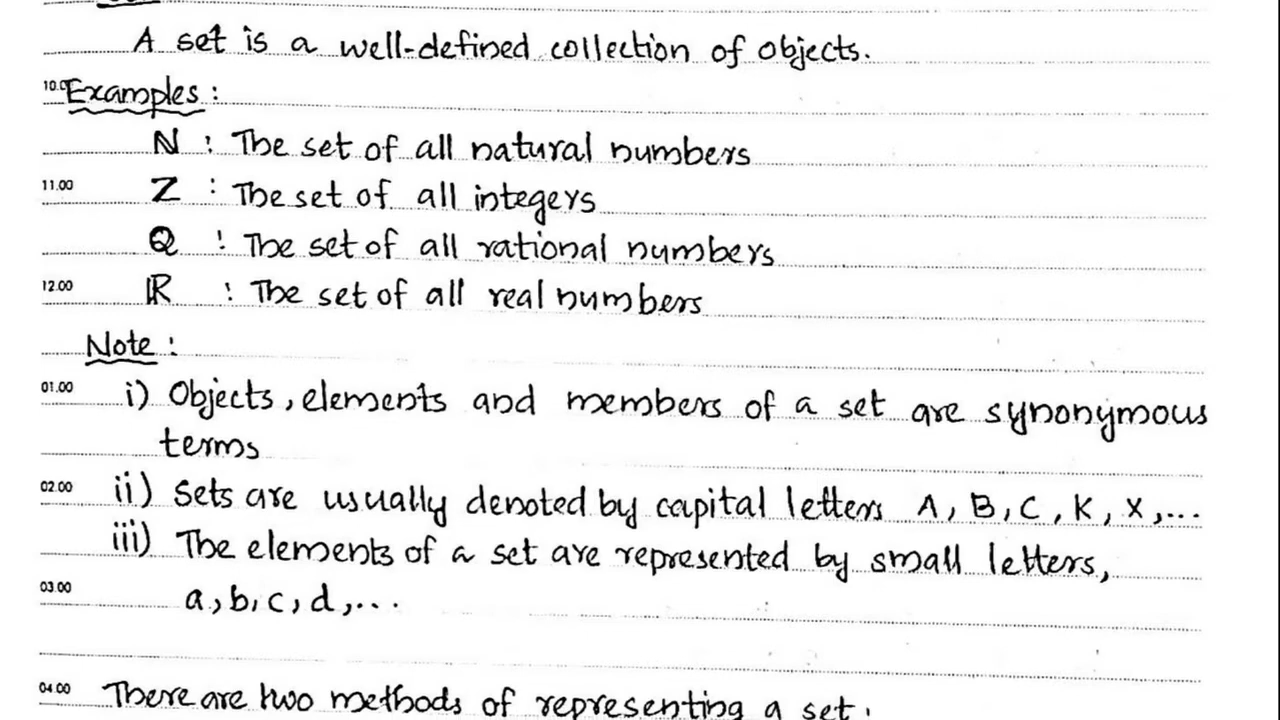 A set is a well-defined collection of objects.
10.00 Examples :
N : The set of all natural numbers
11.00 Z : The set of all integers
Q : The set of all rational numbers
12.00 R : The set of all real numbers
Note :
01.00 i) Objects, elements and members of a set are synonymous
terms
02.00 ii) Sets are usually denoted by capital letters A, B, C, K, X,...
iii) The elements of a set are represented by small letters,
03.00 a, b, c, d,...
04.00 There are two methods of representing a set :